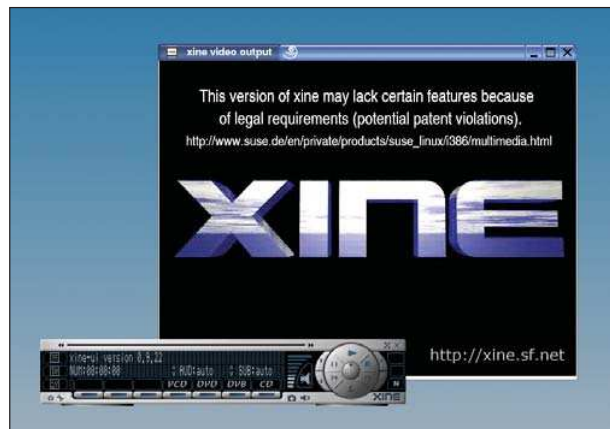 xine video output
This version of xine may lack certain features because
of legal requirements (potential patent violations).
http://www.suse.de/en/private/products/suse_linux/i386/multimedia.html
XINE
http://xine.sf.net
xine-ui version 0.9.22
NUM:00:00:00 AUD:auto SUB:auto
VCD DVD DVB CD
N
XINE